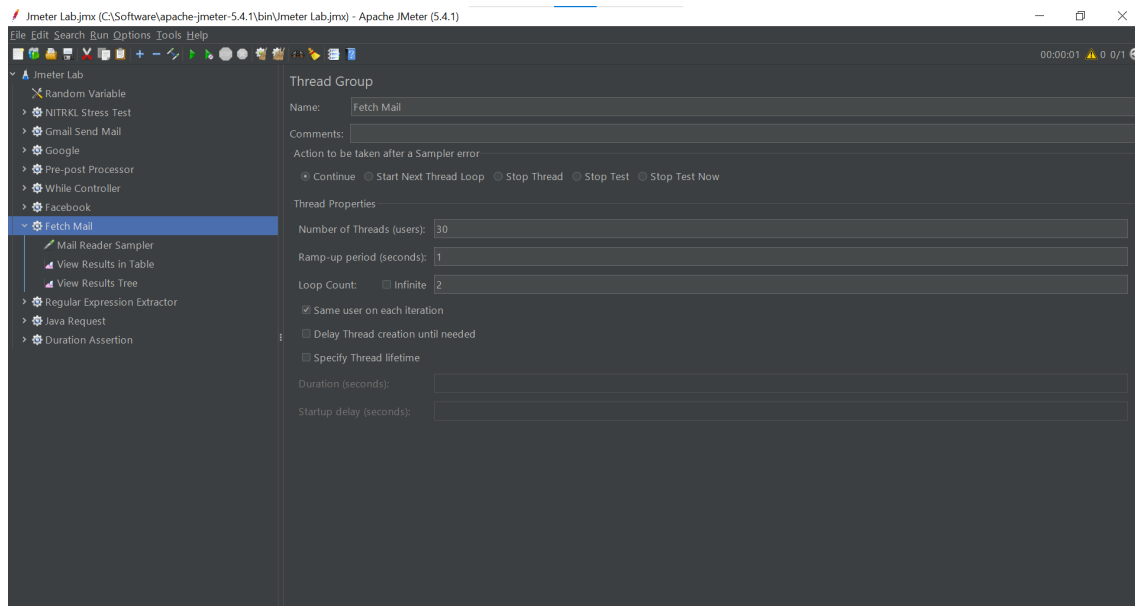 Jmeter Lab.jmx (C:\Software\apache-jmeter-5.4.1\bin\Jmeter Lab.jmx) - Apache JMeter (5.4.1)
File Edit Search Run Options Tools Help
00:00:01 0 0/1
Jmeter Lab
Random Variable
NITRKL Stress Test
Gmail Send Mail
Google
Pre-post Processor
While Controller
Facebook
Fetch Mail
Mail Reader Sampler
View Results in Table
View Results Tree
Regular Expression Extractor
Java Request
Duration Assertion
Thread Group
Name: Fetch Mail
Comments:
Action to be taken after a Sampler error
Continue Start Next Thread Loop Stop Thread Stop Test Stop Test Now
Thread Properties
Number of Threads (users): 30
Ramp-up period (seconds): 1
Loop Count: Infinite 2
Same user on each iteration
Delay Thread creation until needed
Specify Thread lifetime
Duration (seconds):
Startup delay (seconds):